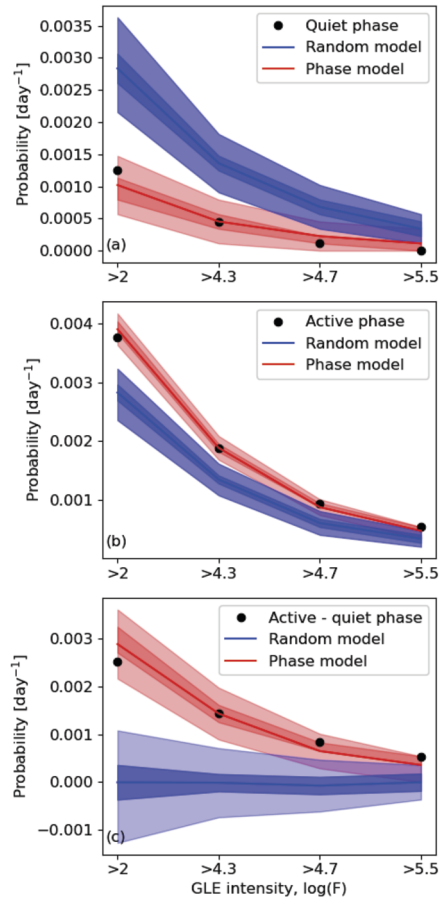 Probability [day⁻¹]
0.0035
0.0030
0.0025
0.0020
0.0015
0.0010
0.0005
0.0000
Quiet phase
Random model
Phase model
(a)
>2 >4.3 >4.7 >5.5
Probability [day⁻¹]
0.004
0.003
0.002
0.001
Active phase
Random model
Phase model
(b)
>2 >4.3 >4.7 >5.5
Probability [day⁻¹]
0.003
0.002
0.001
0.000
−0.001
Active - quiet phase
Random model
Phase model
(c)
>2 >4.3 >4.7 >5.5
GLE intensity, log(F)